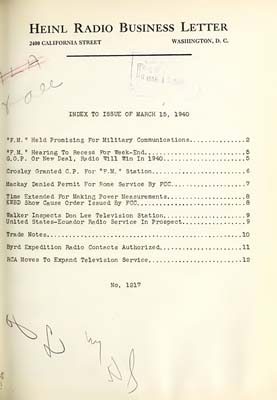 HEINL RADIO BUSINESS LETTER
2400 CALIFORNIA STREET WASHINGTON, D. C.
INDEX TO ISSUE OF MARCH 15, 1940
"F.M." Held Promising For Military Communications..............2
"F.M." Hearing To Recess For Week-End..........................5
G.O.P. Or New Deal, Radio Will Win In 1940.....................5
Crosley Granted C.P. For "F.M." Station........................6
Mackay Denied Permit For Rome Service By FCC...................7
Time Extended For Making Power Measurements....................8
Show Cause Order Issued By FCC.................................8
Walker Inspects Don Lee Television Station.....................9
United States-Ecuador Radio Service In Prospect................9
Trade Notes...................................................10
Byrd Expedition Radio Contacts Authorized.....................11
RCA Moves To Expand Television Service........................12
No. 1217